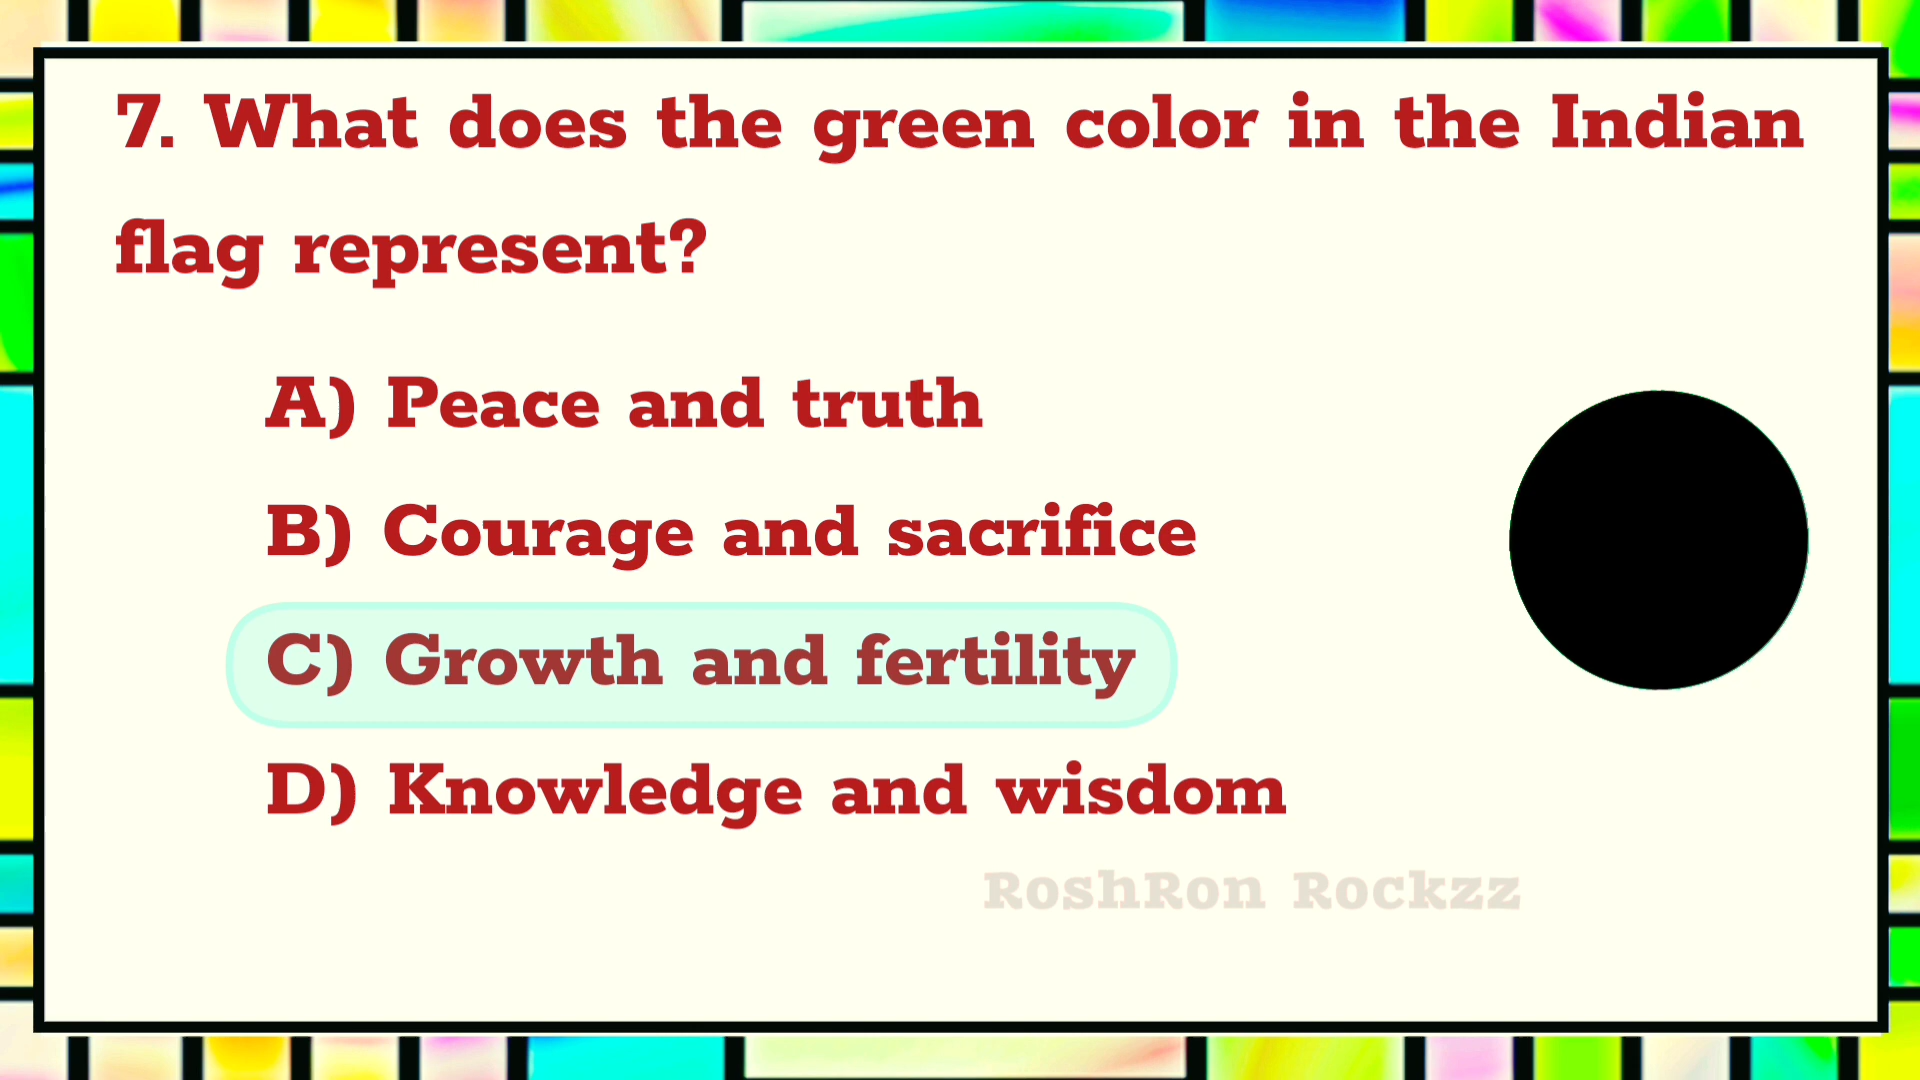 7. What does the green color in the Indian
flag represent?
A) Peace and truth
B) Courage and sacrifice
C) Growth and fertility
D) Knowledge and wisdom
RoshRon Rockzz